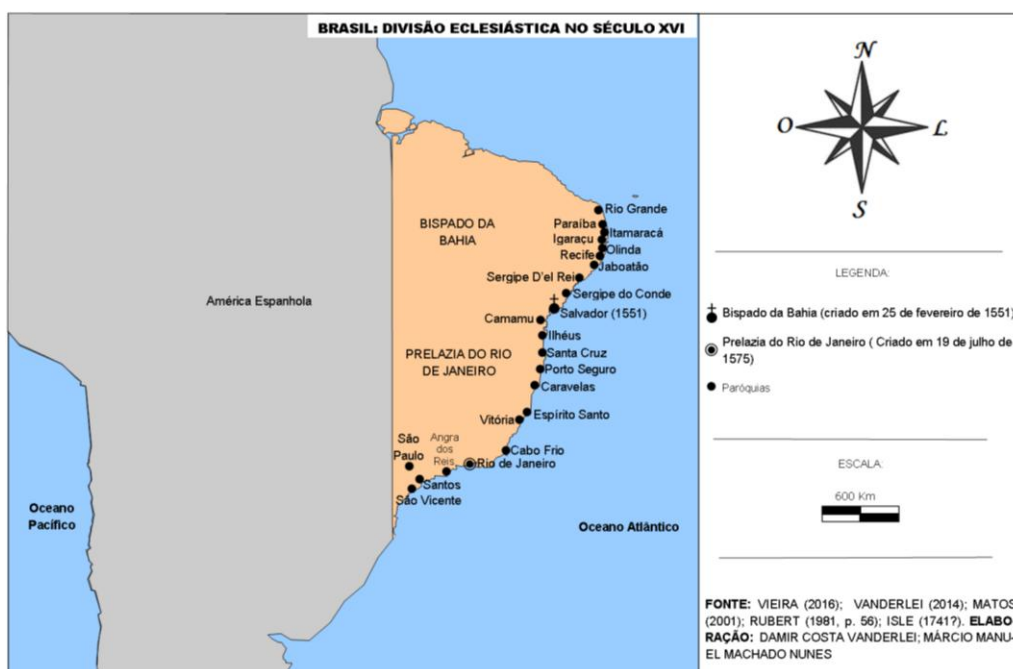 BRASIL: DIVISÃO ECLESIÁSTICA NO SÉCULO XVI
BISPADO DA
BAHIA
América Espanhola
PRELAZIA DO RIO
DE JANEIRO
Rio Grande
Paraíba
Itamaracá
Igaraçu
Olinda
Recife
Jaboatão
Sergipe D'el Rei
Sergipe do Conde
Salvador (1551)
Camamu
Ilhéus
Santa Cruz
Porto Seguro
Caravelas
Espírito Santo
Vitória
Cabo Frio
Rio de Janeiro
Angra
dos
Reis
São
Paulo
Santos
São Vicente
Oceano
Pacífico
Oceano Atlântico
N
O
L
S
LEGENDA:
Bispado da Bahia (criado em 25 de fevereiro de 1551)
Prelazia do Rio de Janeiro ( Criado em 19 de julho de
1575)
Paróquias
ESCALA:
600 Km
FONTE: VIEIRA (2016); VANDERLEI (2014); MATOS
(2001); RUBERT (1981, p. 56); ISLE (1741?). ELABO-
RAÇÃO: DAMIR COSTA VANDERLEI; MÁRCIO MANU-
EL MACHADO NUNES